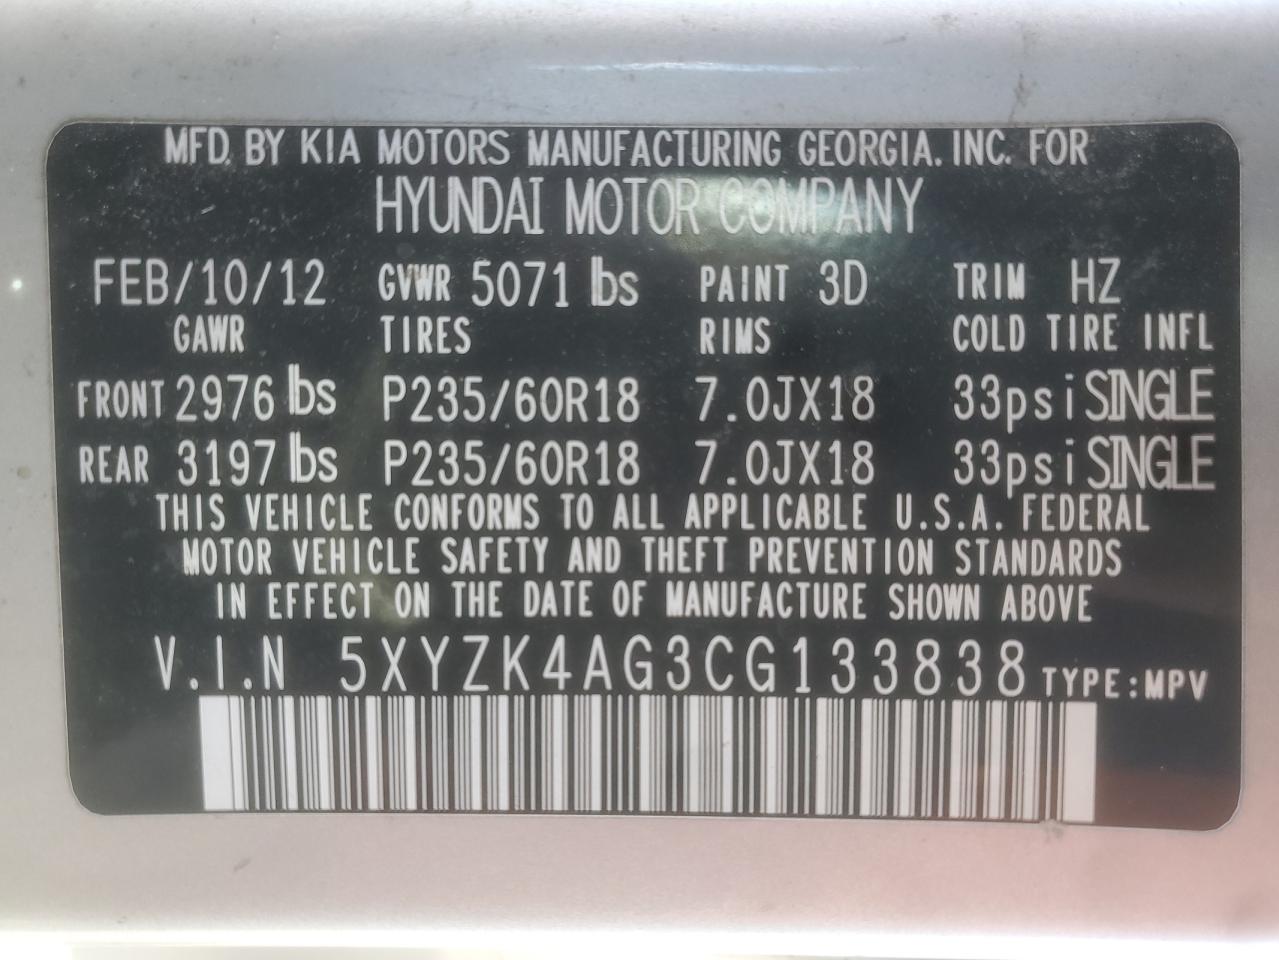 MFD. BY KIA MOTORS MANUFACTURING GEORGIA. INC. FOR
HYUNDAI MOTOR COMPANY
FEB/10/12 GVWR 5071 lbs PAINT 3D TRIM HZ
GAWR TIRES RIMS COLD TIRE INFL
FRONT 2976 lbs P235/60R18 7.0JX18 33psi SINGLE
REAR 3197 lbs P235/60R18 7.0JX18 33psi SINGLE
THIS VEHICLE CONFORMS TO ALL APPLICABLE U.S.A. FEDERAL
MOTOR VEHICLE SAFETY AND THEFT PREVENTION STANDARDS
IN EFFECT ON THE DATE OF MANUFACTURE SHOWN ABOVE
V.I.N 5XYZK4AG3CG133838 TYPE:MPV